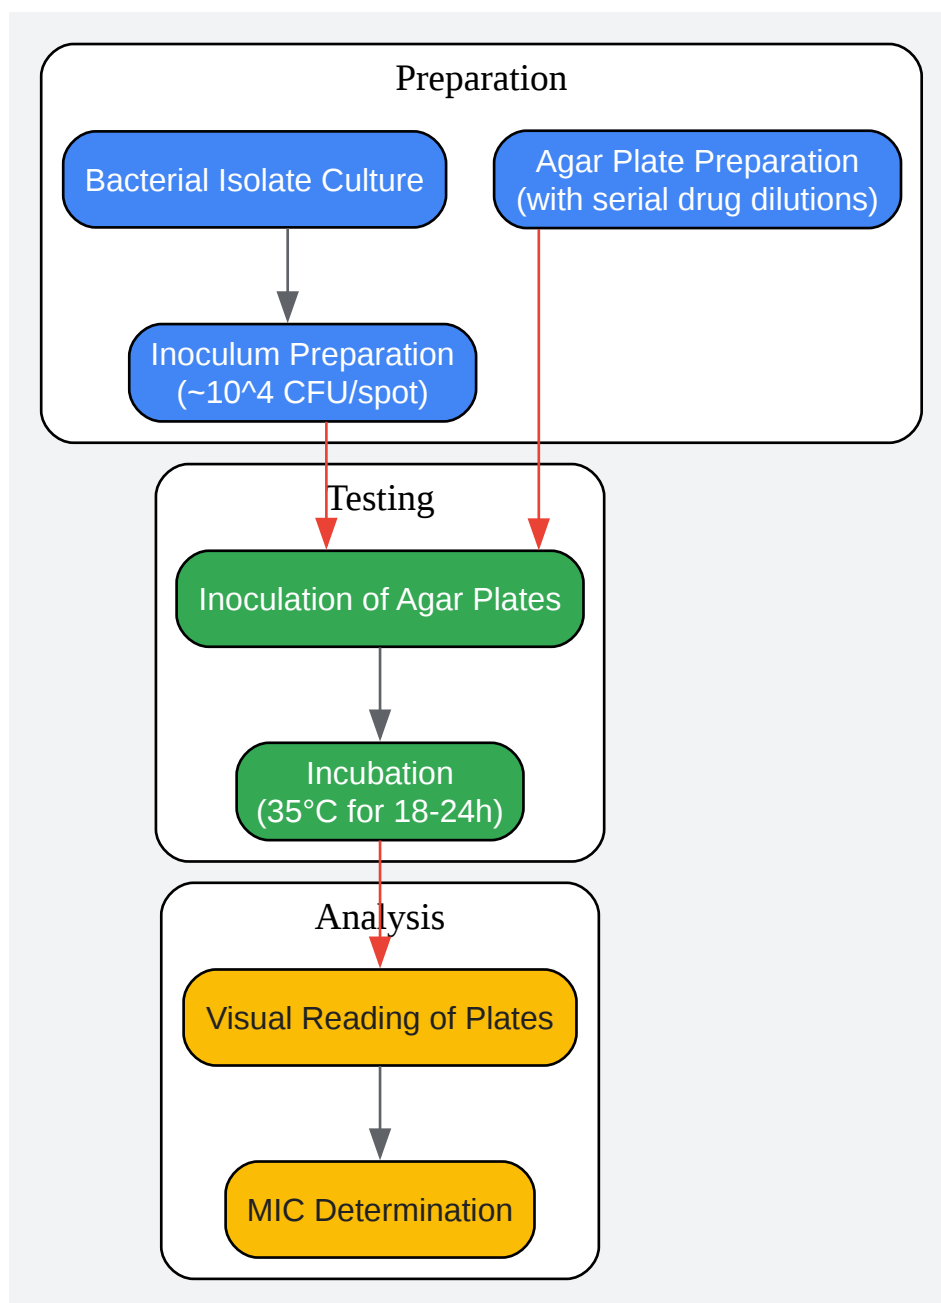 Preparation
Bacterial Isolate Culture
Agar Plate Preparation
(with serial drug dilutions)
Inoculum Preparation
(~10^4 CFU/spot)
Testing
Inoculation of Agar Plates
Incubation
(35°C for 18-24h)
Analysis
Visual Reading of Plates
MIC Determination